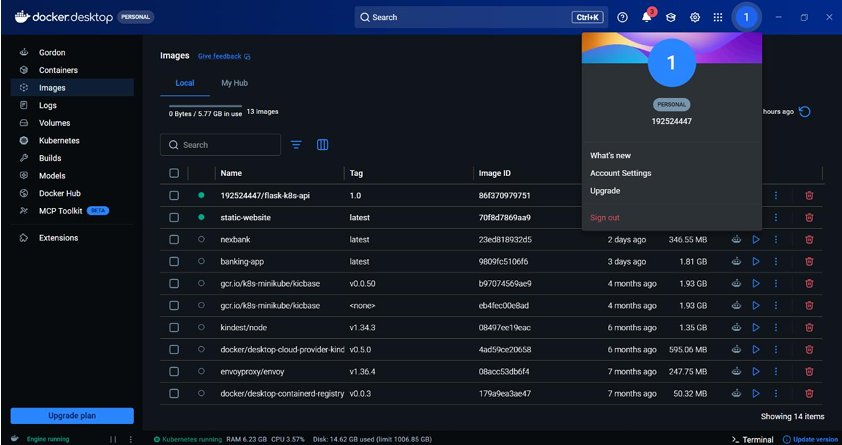 docker.desktop PERSONAL
Search Ctrl+K
3
1
Gordon
Containers
Images
Logs
Volumes
Kubernetes
Builds
Models
Docker Hub
MCP Toolkit BETA
Extensions
Upgrade plan
Images Give feedback
Local My Hub
0 Bytes / 5.77 GB in use 13 images
hours ago
Search
Name Tag Image ID
192524447/flask-k8s-api 1.0 86f370979751
static-website latest 70f8d7869aa9
nexbank latest 23ed818932d5 2 days ago 346.55 MB
banking-app latest 9809fc5106f6 3 days ago 1.81 GB
gcr.io/k8s-minikube/kicbase v0.0.50 b97074569ae9 4 months ago 1.93 GB
gcr.io/k8s-minikube/kicbase <none> eb4fec00e8ad 4 months ago 1.93 GB
kindest/node v1.34.3 08497ee19eac 6 months ago 1.35 GB
docker/desktop-cloud-provider-kind v0.5.0 4ad59ce20658 6 months ago 595.06 MB
envoyproxy/envoy v1.36.4 08acc53db6f4 7 months ago 247.75 MB
docker/desktop-containerd-registry v0.0.3 179a9ea3ae47 7 months ago 50.32 MB
Showing 14 items
1
PERSONAL
192524447
What's new
Account Settings
Upgrade
Sign out
Engine running
Kubernetes running RAM 6.23 GB CPU 3.57% Disk: 14.62 GB used (limit 1006.85 GB)
Terminal
Update version